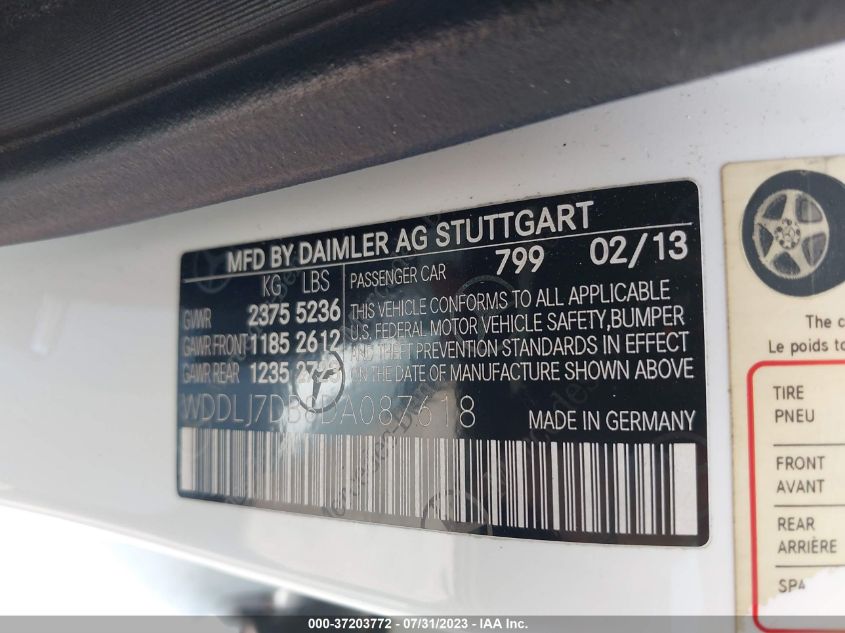 MFD BY DAIMLER AG STUTTGART
KG LBS
PASSENGER CAR 799 02/13
GVWR 2375 5236
GAWR FRONT 1185 2612
GAWR REAR 1235
THIS VEHICLE CONFORMS TO ALL APPLICABLE
U.S. FEDERAL MOTOR VEHICLE SAFETY, BUMPER
AND THEFT PREVENTION STANDARDS IN EFFECT
ON THE DATE OF MANUFACTURE SHOWN ABOVE
WDDLJ7DB8DA087618
MADE IN GERMANY
The c
Le poids to
TIRE
PNEU
FRONT
AVANT
REAR
ARRIÈRE
000-37203772 - 07/31/2023 - IAA Inc.